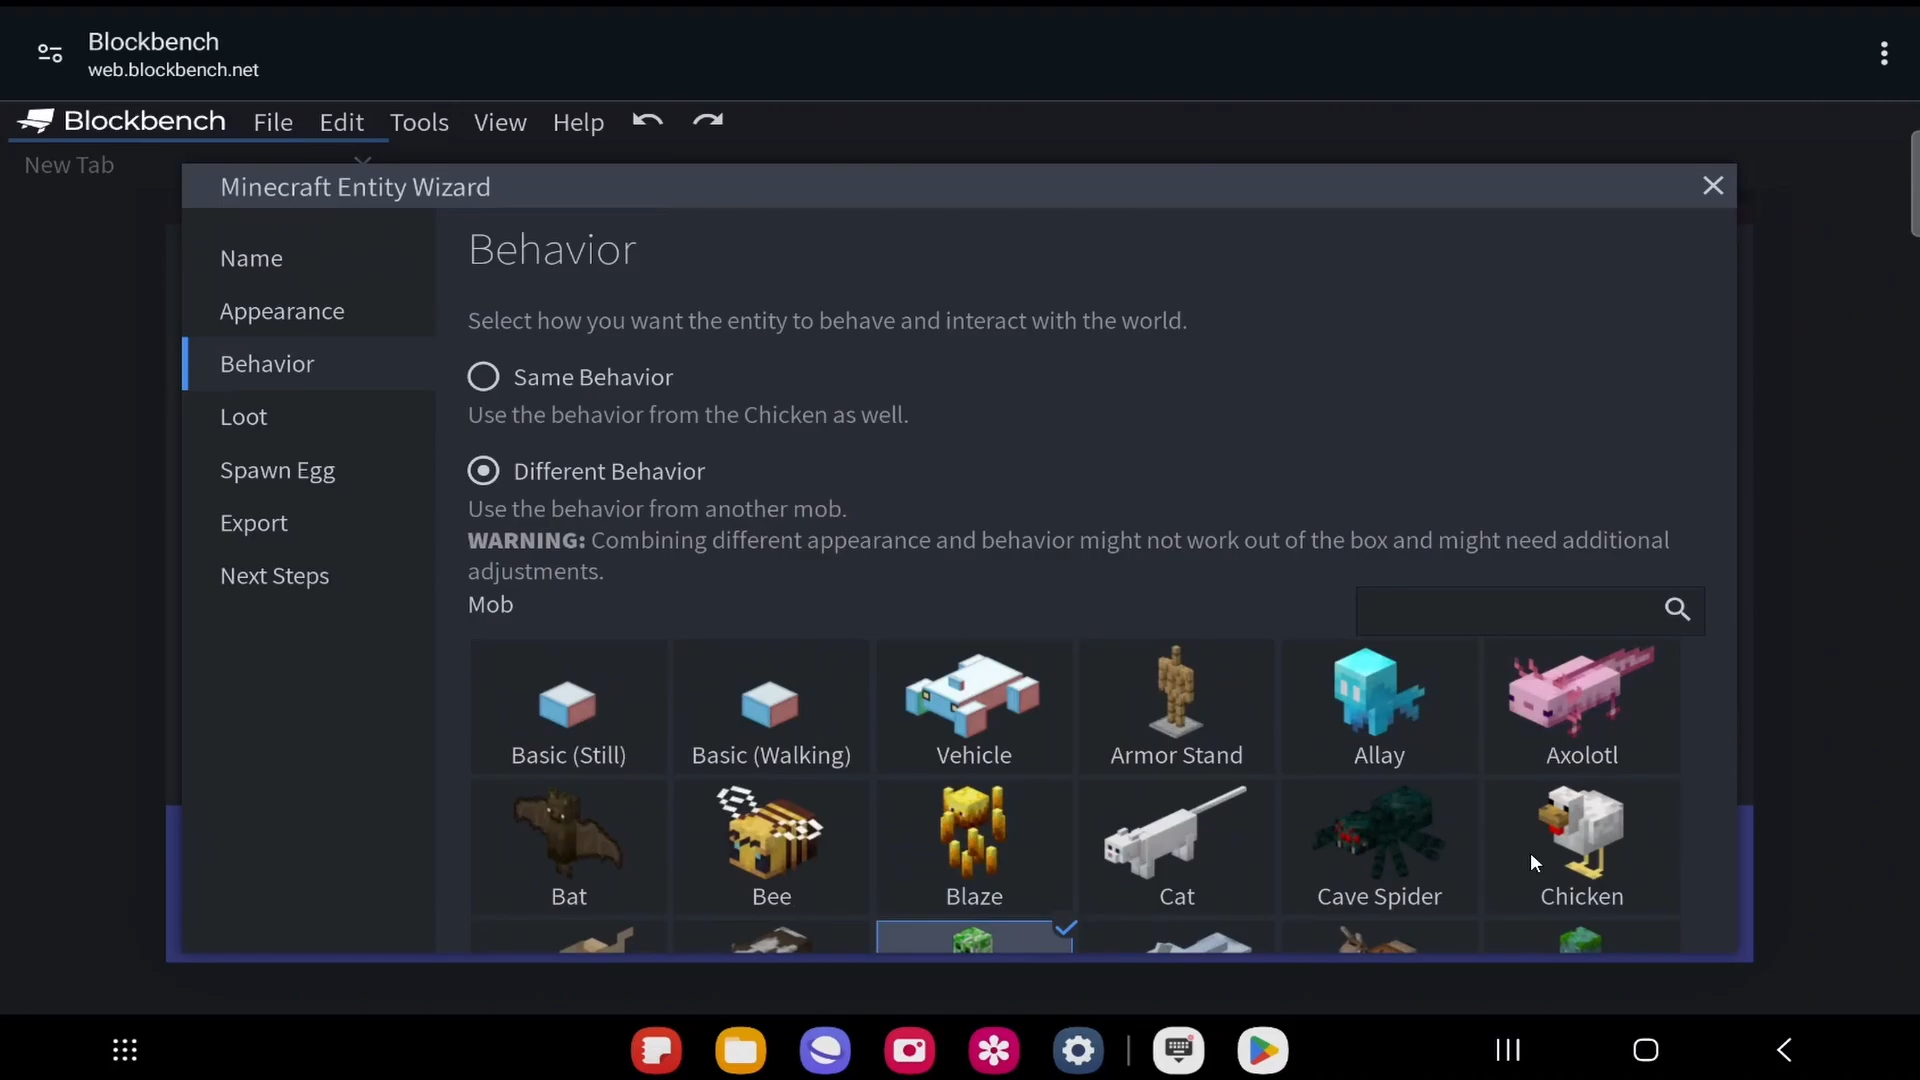 Blockbench
web.blockbench.net
Blockbench File Edit Tools View Help
New Tab
Minecraft Entity Wizard
Name
Appearance
Behavior
Loot
Spawn Egg
Export
Next Steps
Behavior
Select how you want the entity to behave and interact with the world.
Same Behavior
Use the behavior from the Chicken as well.
Different Behavior
Use the behavior from another mob.
WARNING: Combining different appearance and behavior might not work out of the box and might need additional
adjustments.
Mob
Basic (Still) Basic (Walking) Vehicle Armor Stand Allay Axolotl
Bat Bee Blaze Cat Cave Spider Chicken